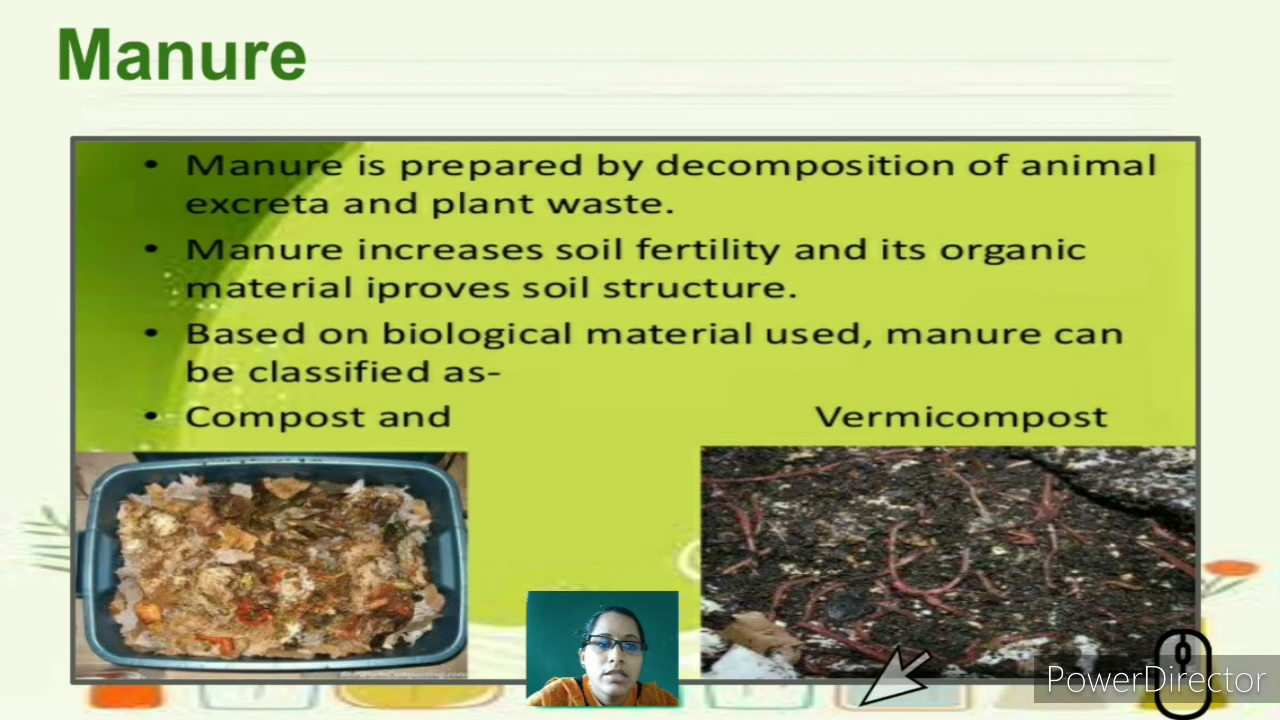 Manure
• Manure is prepared by decomposition of animal
excreta and plant waste.
• Manure increases soil fertility and its organic
material iproves soil structure.
• Based on biological material used, manure can
be classified as-
• Compost and Vermicompost
PowerDirector